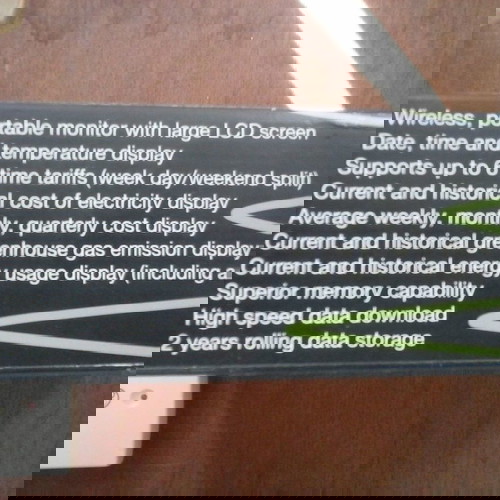 Wireless, portable monitor with large LCD screen
Date, time and temperature display
Supports up to 6 time tariffs (week day/weekend split)
Current and historical cost of electricity display
Average weekly, monthly, quarterly cost display
Current and historical greenhouse gas emission display
Current and historical energy usage display (including a
Superior memory capability
High speed data download
2 years rolling data storage